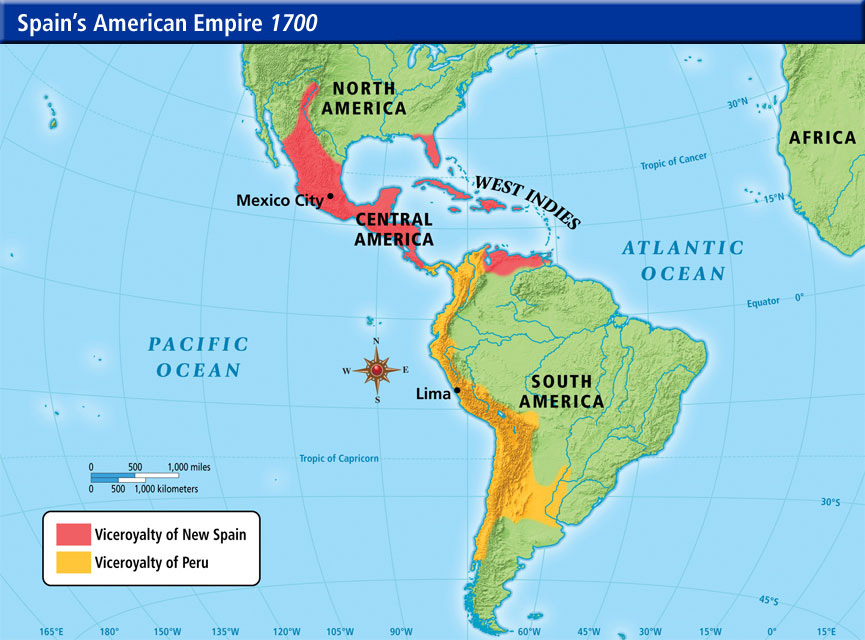 Spain's American Empire 1700
NORTH
AMERICA
AFRICA
30°N
Tropic of Cancer
15°N
WEST INDIES
Mexico City
CENTRAL
AMERICA
ATLANTIC
OCEAN
Equator 0°
PACIFIC
OCEAN
N
W E
S
Lima
SOUTH
AMERICA
Tropic of Capricorn
0 500 1,000 miles
0 500 1,000 kilometers
30°S
Viceroyalty of New Spain
Viceroyalty of Peru
45°S
165°E 180° 165°W 150°W 135°W 120°W 105°W 90°W 60°W 45°W 30°W 15°W 0° 15°E